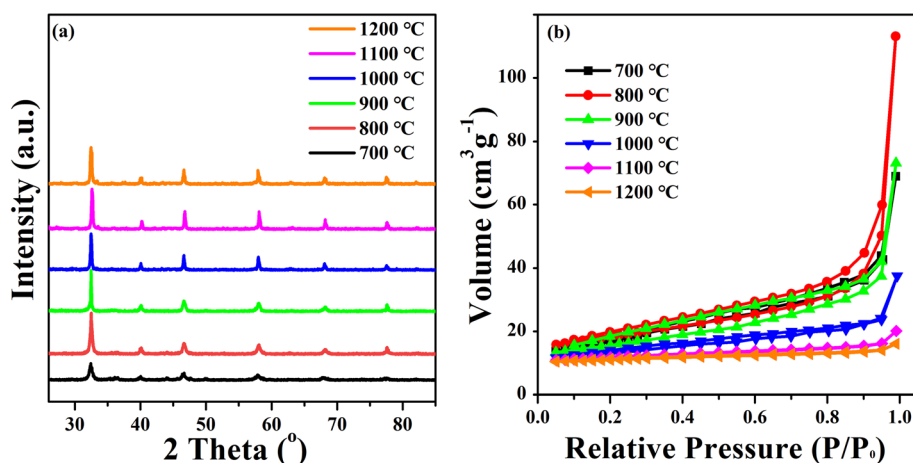 (a)
1200 °C
1100 °C
1000 °C
900 °C
800 °C
700 °C
Intensity (a.u.)
30 40 50 60 70 80
2 Theta (°)
(b)
700 °C
800 °C
900 °C
1000 °C
1100 °C
1200 °C
Volume (cm³g⁻¹)
100
80
60
40
20
0
0.0 0.2 0.4 0.6 0.8 1.0
Relative Pressure (P/P₀)